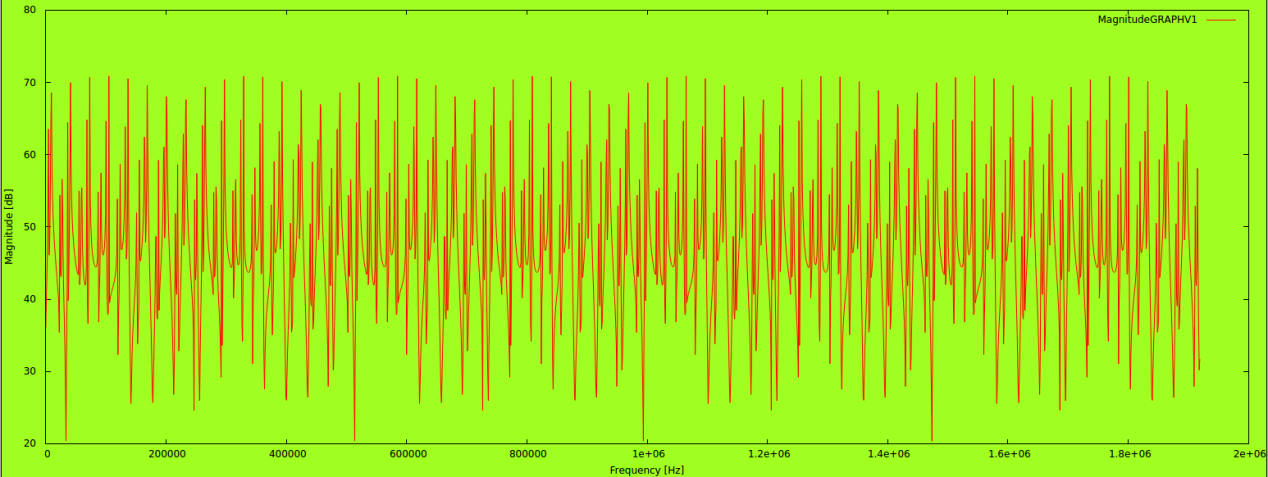 80
MagnitudeGRAPHV1
70
60
50
Magnitude [dB]
40
30
20
0 200000 400000 600000 800000 1e+06 1.2e+06 1.4e+06 1.6e+06 1.8e+06 2e+06
Frequency [Hz]